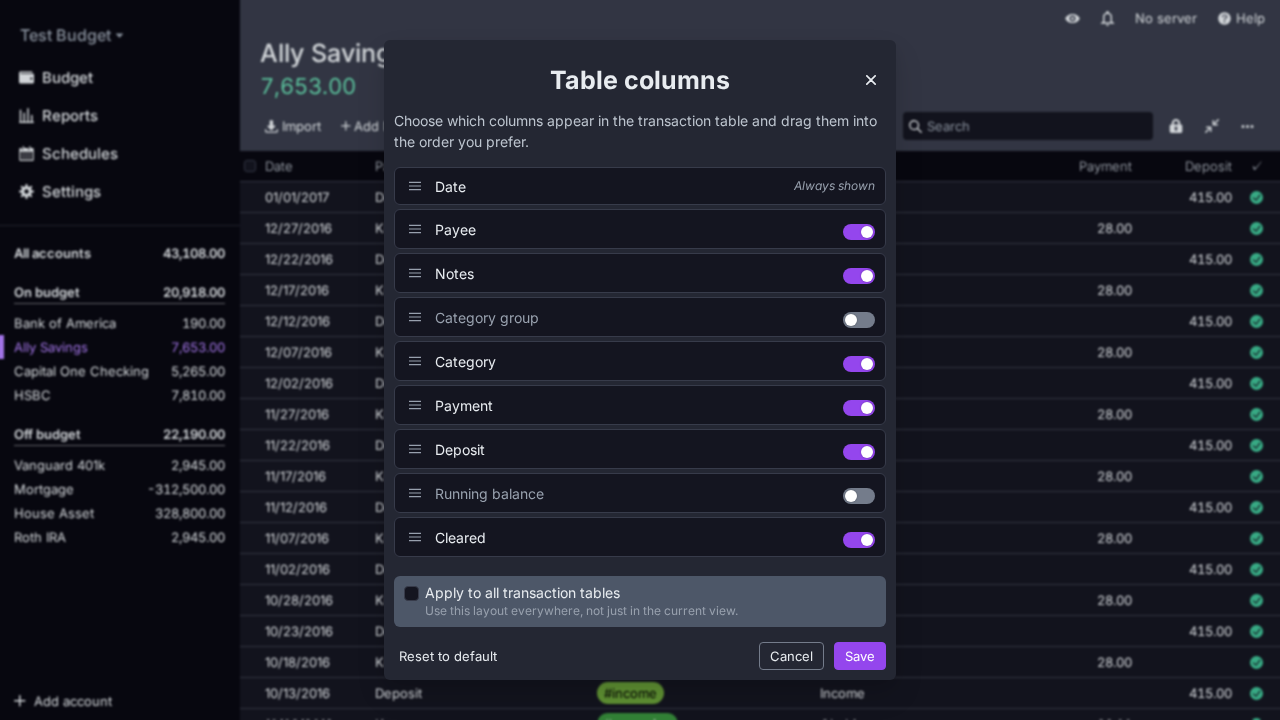 Test Budget
Budget
Reports
Schedules
Settings
All accounts 43,108.00
On budget 20,918.00
Bank of America 190.00
Ally Savings 7,653.00
Capital One Checking 5,265.00
HSBC 7,810.00
Off budget 22,190.00
Vanguard 401k 2,945.00
Mortgage -312,500.00
House Asset 328,800.00
Roth IRA 2,945.00
Add account
No server Help
Ally Saving
7,653.00
Import + Add Search
Date Payment Deposit
01/01/2017 D 415.00
12/27/2016 K 28.00
12/22/2016 D 415.00
12/17/2016 K 28.00
12/12/2016 D 415.00
12/07/2016 K 28.00
12/02/2016 D 415.00
11/27/2016 K 28.00
11/22/2016 D 415.00
11/17/2016 K 28.00
11/12/2016 D 415.00
11/07/2016 K 28.00
11/02/2016 D 415.00
10/28/2016 K 28.00
10/23/2016 D 415.00
10/18/2016 K 28.00
10/13/2016 Deposit #income Income 415.00
Table columns
Choose which columns appear in the transaction table and drag them into
the order you prefer.
Date Always shown
Payee
Notes
Category group
Category
Payment
Deposit
Running balance
Cleared
Apply to all transaction tables
Use this layout everywhere, not just in the current view.
Reset to default Cancel Save